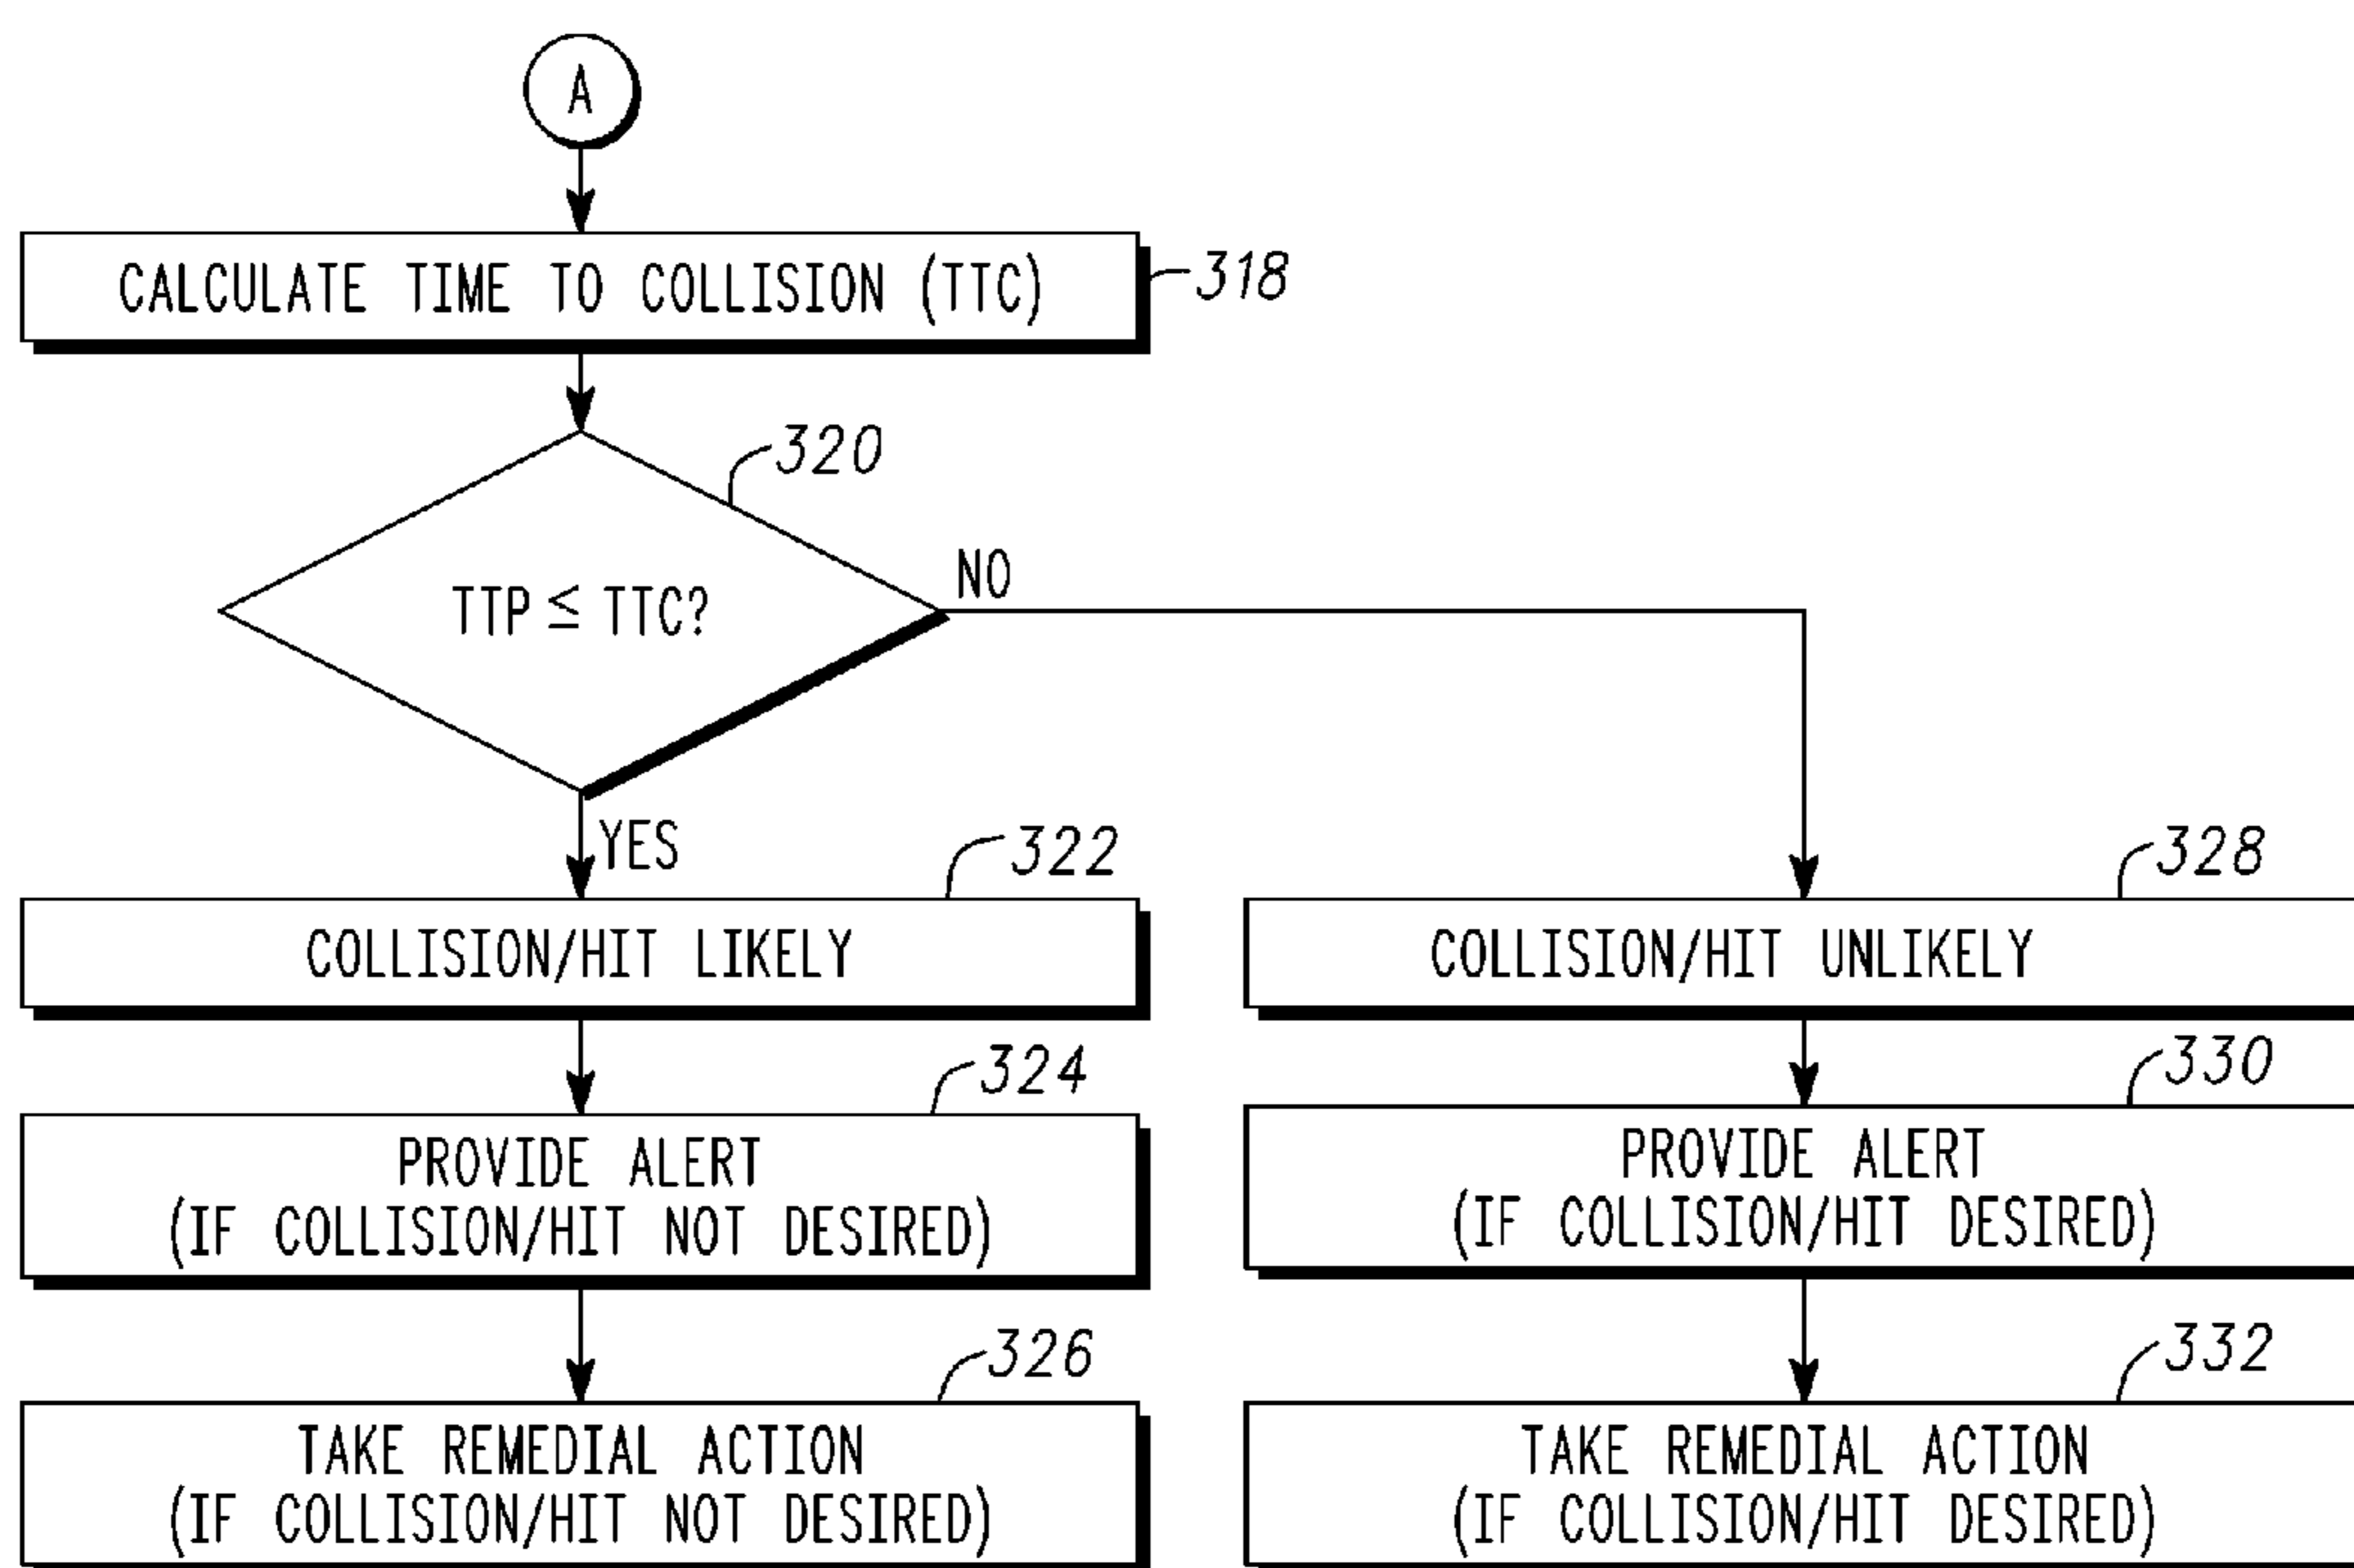 A
CALCULATE TIME TO COLLISION (TTC)
318
320
TTP ≤ TTC?
NO
YES
322
COLLISION/HIT LIKELY
324
PROVIDE ALERT
(IF COLLISION/HIT NOT DESIRED)
326
TAKE REMEDIAL ACTION
(IF COLLISION/HIT NOT DESIRED)
328
COLLISION/HIT UNLIKELY
330
PROVIDE ALERT
(IF COLLISION/HIT DESIRED)
332
TAKE REMEDIAL ACTION
(IF COLLISION/HIT DESIRED)